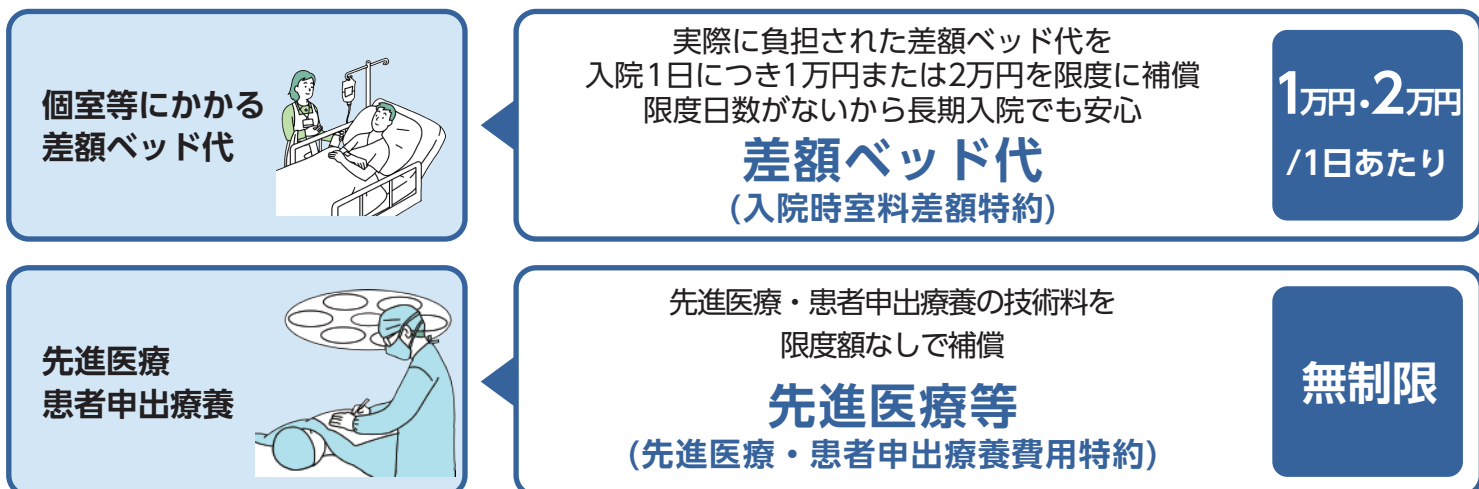 個室等にかかる
差額ベッド代
実際に負担された差額ベッド代を
入院1日につき1万円または2万円を限度に補償
限度日数がないから長期入院でも安心
差額ベッド代
(入院時室料差額特約)
1万円・2万円
/1日あたり
先進医療
患者申出療養
先進医療・患者申出療養の技術料を
限度額なしで補償
先進医療等
(先進医療・患者申出療養費用特約)
無制限